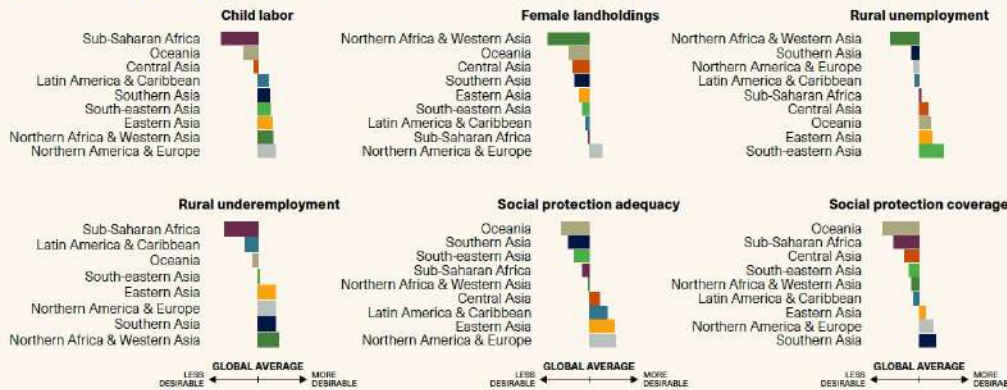 Child labor
Sub-Saharan Africa
Oceania
Central Asia
Latin America & Caribbean
Southern Asia
South-eastern Asia
Eastern Asia
Northern Africa & Western Asia
Northern America & Europe
Female landholdings
Northern Africa & Western Asia
Oceania
Central Asia
Southern Asia
Eastern Asia
South-eastern Asia
Latin America & Caribbean
Sub-Saharan Africa
Northern America & Europe
Rural unemployment
Northern Africa & Western Asia
Southern Asia
Northern America & Europe
Latin America & Caribbean
Sub-Saharan Africa
Central Asia
Oceania
Eastern Asia
South-eastern Asia
Rural underemployment
Sub-Saharan Africa
Latin America & Caribbean
Oceania
South-eastern Asia
Eastern Asia
Northern America & Europe
Southern Asia
Northern Africa & Western Asia
GLOBAL AVERAGE
LESS DESIRABLE
MORE DESIRABLE
Social protection adequacy
Oceania
Southern Asia
South-eastern Asia
Sub-Saharan Africa
Northern Africa & Western Asia
Central Asia
Latin America & Caribbean
Eastern Asia
Northern America & Europe
GLOBAL AVERAGE
LESS DESIRABLE
MORE DESIRABLE
Social protection coverage
Oceania
Sub-Saharan Africa
Central Asia
South-eastern Asia
Northern Africa & Western Asia
Latin America & Caribbean
Eastern Asia
Northern America & Europe
Southern Asia
GLOBAL AVERAGE
LESS DESIRABLE
MORE DESIRABLE